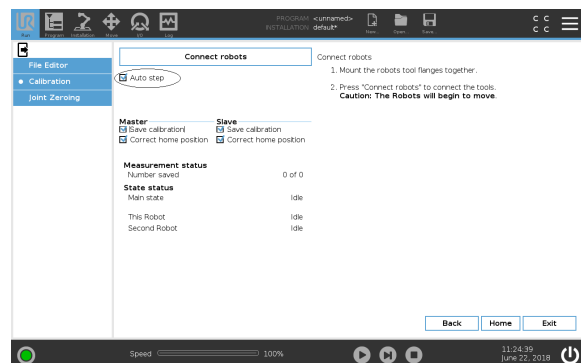 PROGRAM <unnamed>
INSTALLATION default*
UR
Run Program Installation Move I/O Log
New... Open... Save...
C C
C C
File Editor
Calibration
Joint Zeroing
Connect robots
Auto step
Master Slave
Save calibration Save calibration
Correct home position Correct home position
Measurement status
Number saved 0 of 0
State status
Main state Idle
This Robot Idle
Second Robot Idle
Connect robots
1. Mount the robots tool flanges together.
2. Press "Connect robots" to connect the tools.
Caution: The Robots will begin to move.
Back Home Exit
Speed 100%
11:24:39
June 22, 2018